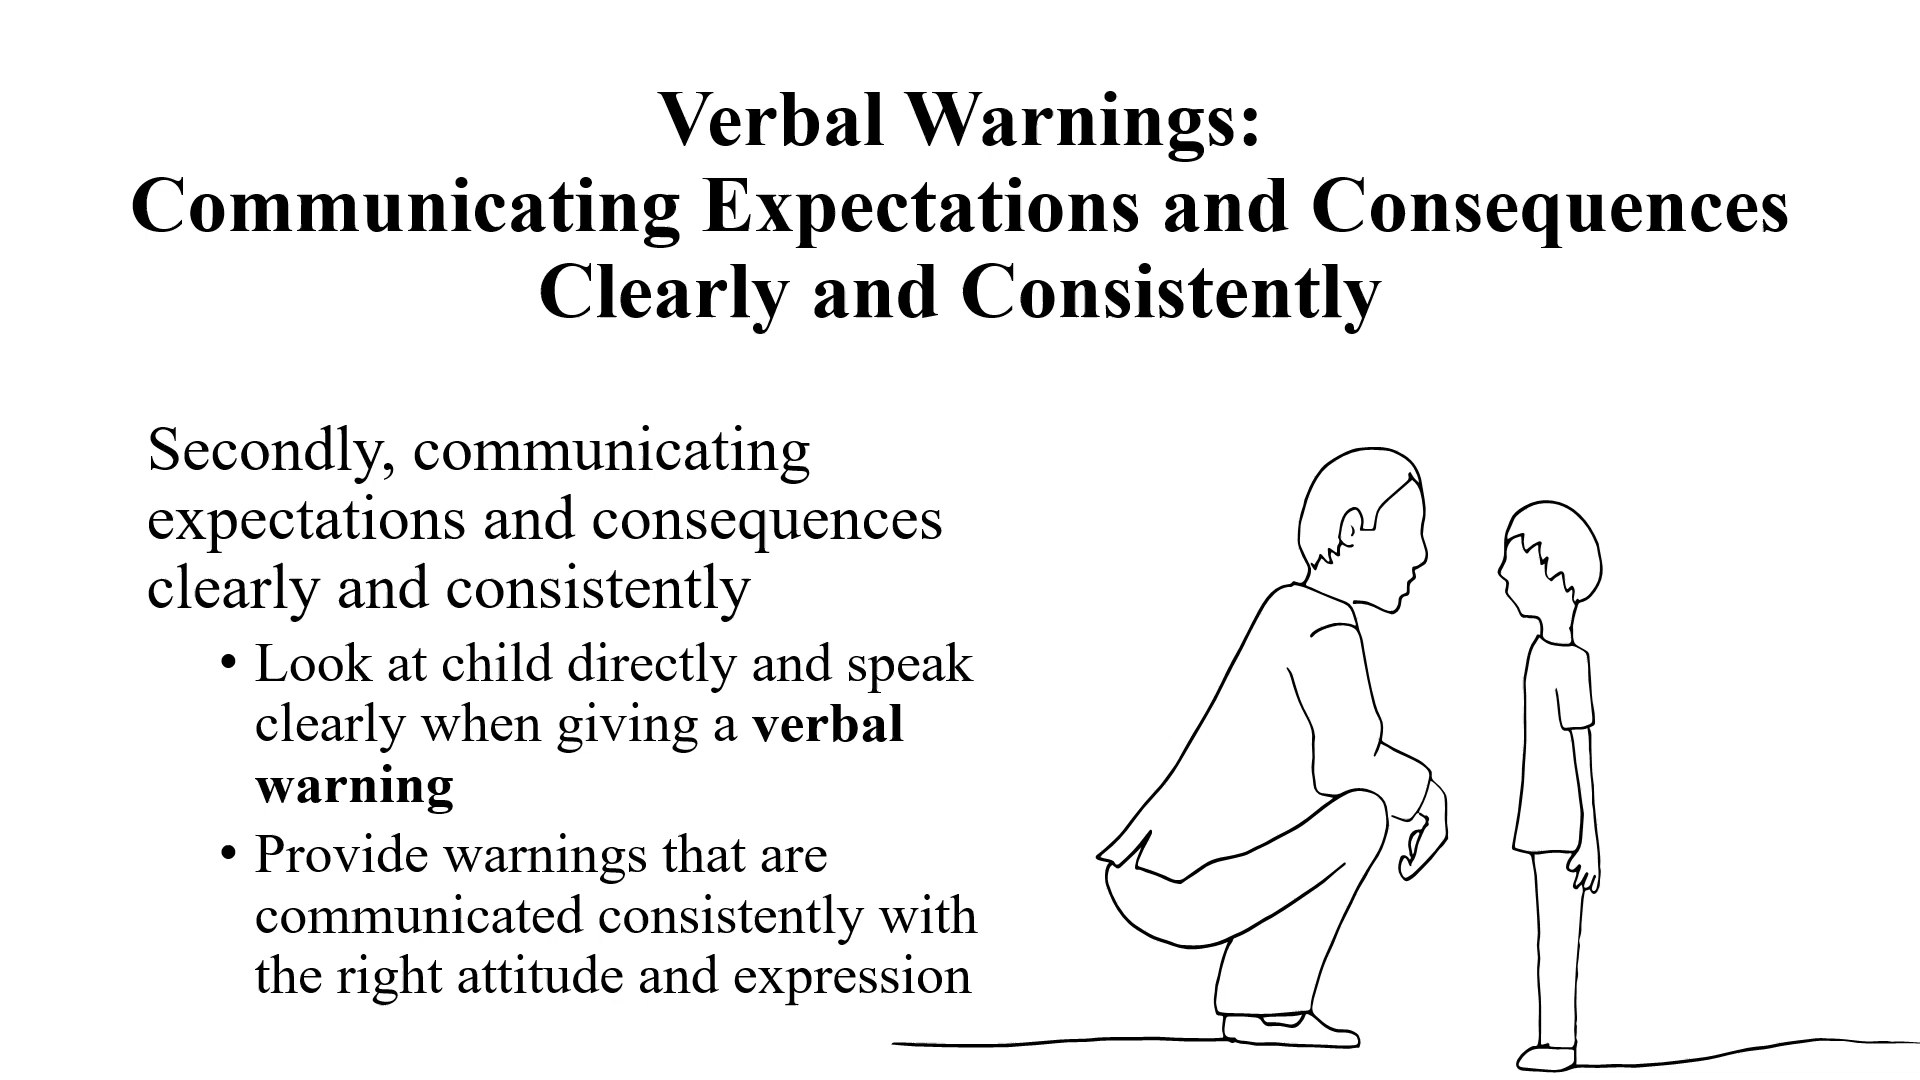 Verbal Warnings:
Communicating Expectations and Consequences
Clearly and Consistently
Secondly, communicating
expectations and consequences
clearly and consistently
• Look at child directly and speak
clearly when giving a verbal
warning
• Provide warnings that are
communicated consistently with
the right attitude and expression